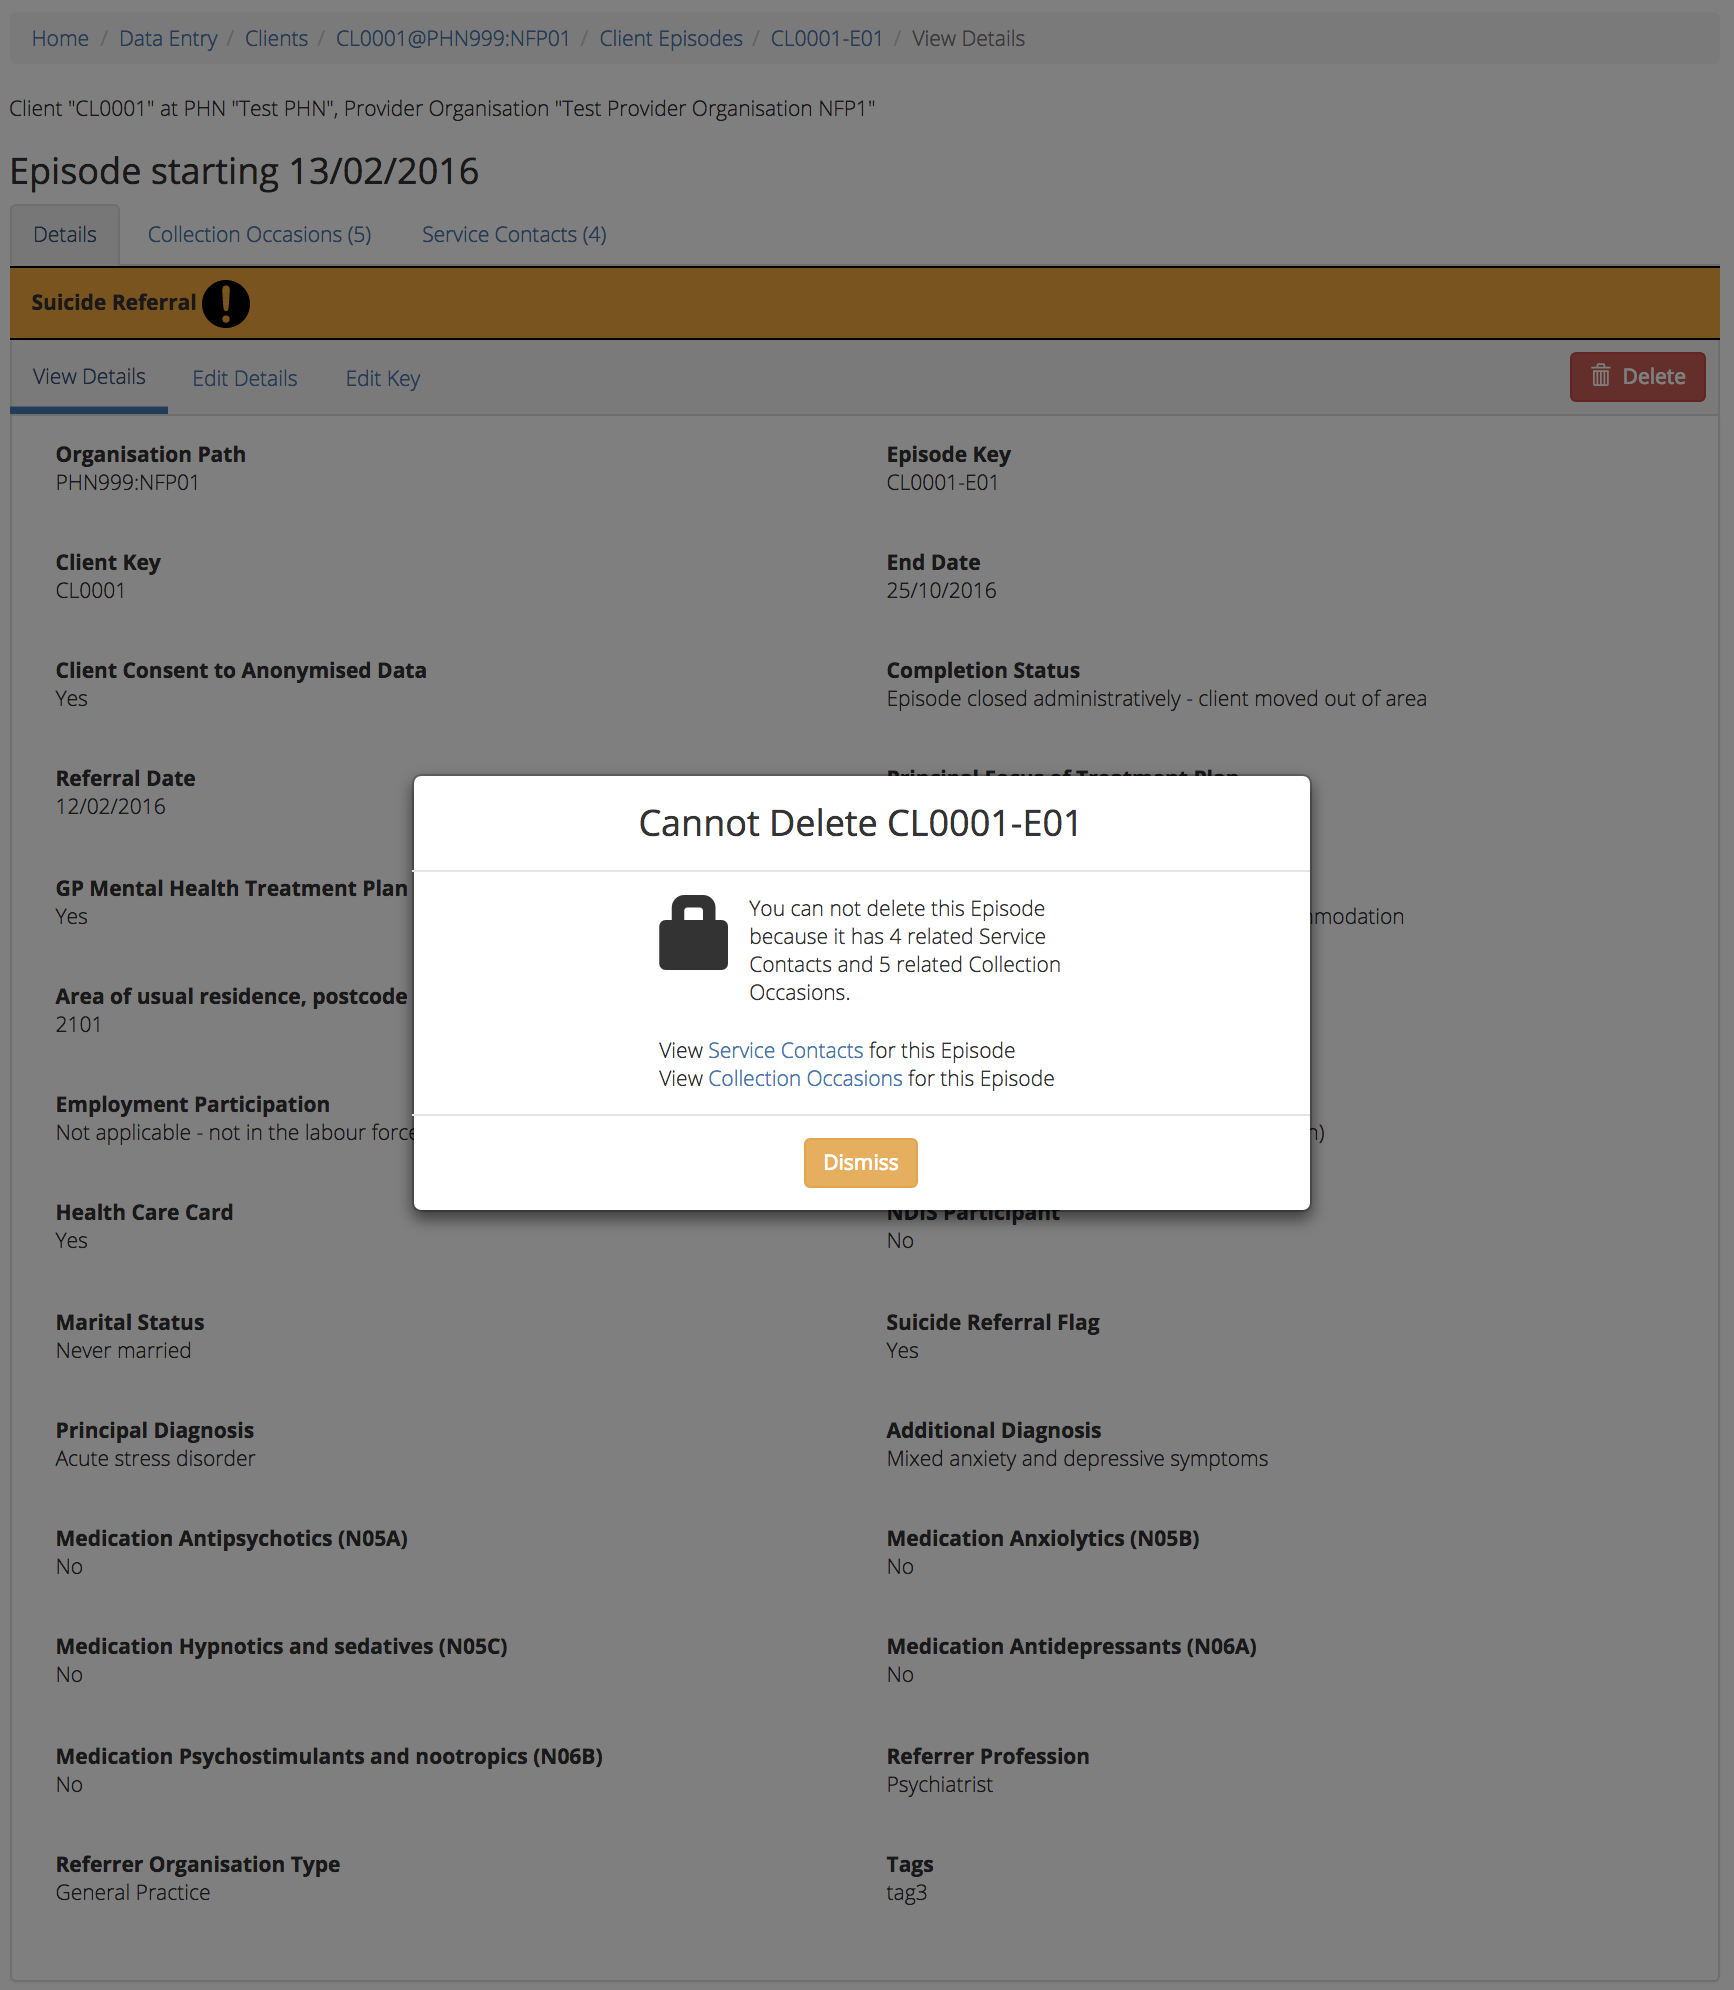 Home / Data Entry / Clients / CL0001@PHN999:NFP01 / Client Episodes / CL0001-E01 / View Details
Client "CL0001" at PHN "Test PHN", Provider Organisation "Test Provider Organisation NFP1"
Episode starting 13/02/2016
Details Collection Occasions (5) Service Contacts (4)
Suicide Referral
View Details Edit Details Edit Key Delete
Organisation Path Episode Key
PHN999:NFP01 CL0001-E01
Client Key End Date
CL0001 25/10/2016
Client Consent to Anonymised Data Completion Status
Yes Episode closed administratively - client moved out of area
Referral Date Principal Focus of Treatment Plan
12/02/2016
Cannot Delete CL0001-E01
GP Mental Health Treatment Plan
Yes
You can not delete this Episode
because it has 4 related Service
Contacts and 5 related Collection
Occasions.
Area of usual residence, postcode
2101
View Service Contacts for this Episode
View Collection Occasions for this Episode
Employment Participation
Not applicable - not in the labour force
Dismiss
Health Care Card NDIS Participant
Yes No
Marital Status Suicide Referral Flag
Never married Yes
Principal Diagnosis Additional Diagnosis
Acute stress disorder Mixed anxiety and depressive symptoms
Medication Antipsychotics (N05A) Medication Anxiolytics (N05B)
No No
Medication Hypnotics and sedatives (N05C) Medication Antidepressants (N06A)
No No
Medication Psychostimulants and nootropics (N06B) Referrer Profession
No Psychiatrist
Referrer Organisation Type Tags
General Practice tag3